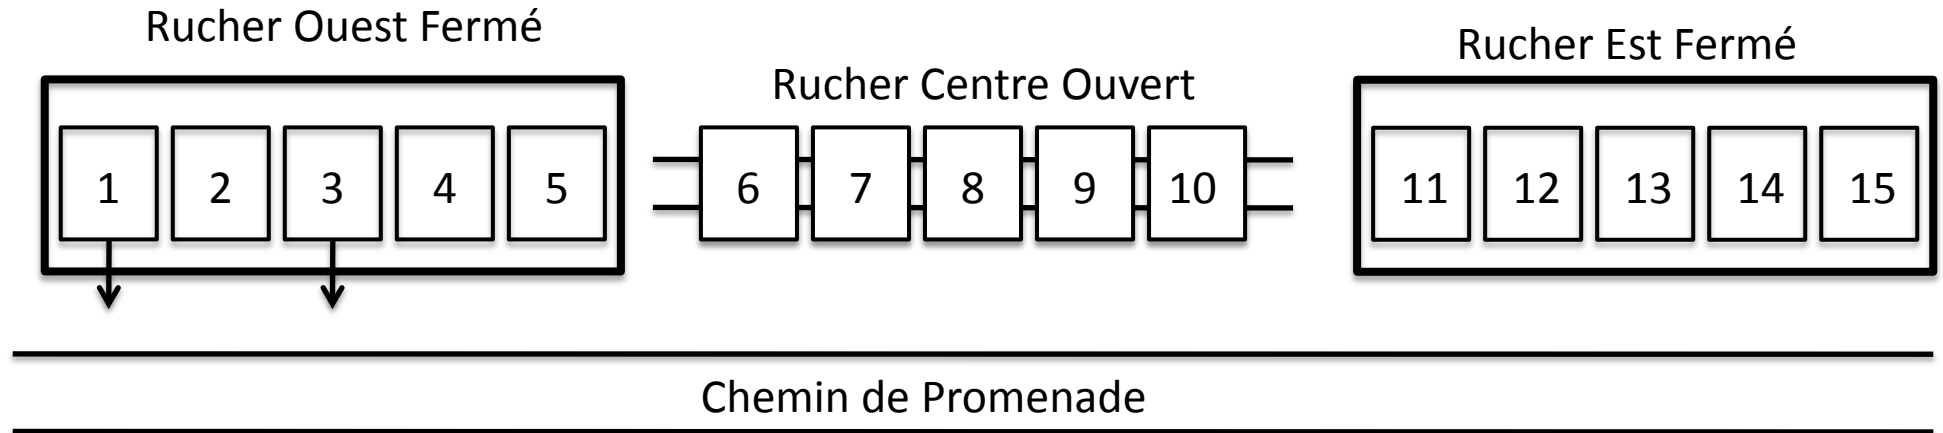 Rucher Ouest Fermé
Rucher Centre Ouvert
Rucher Est Fermé
1 2 3 4 5 6 7 8 9 10 11 12 13 14 15
Chemin de Promenade